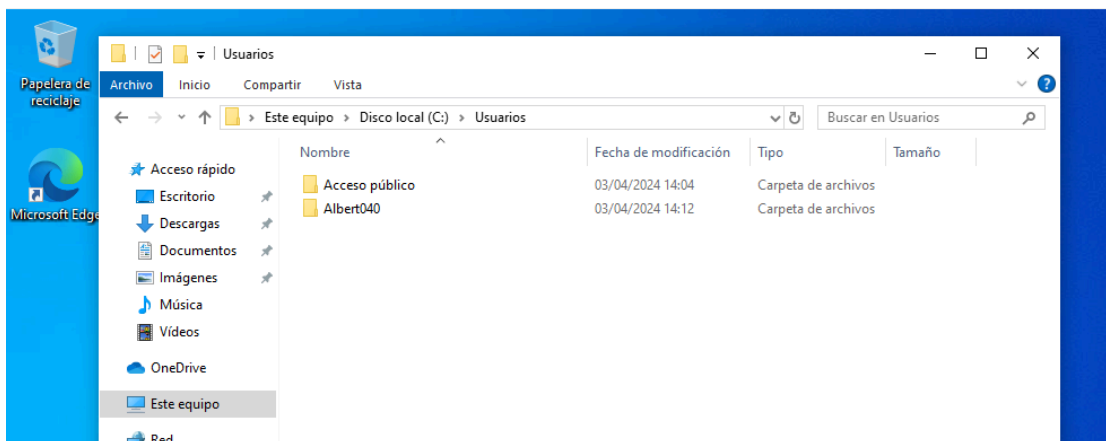 Papelera de
reciclaje
Microsoft Edge
Usuarios
Archivo Inicio Compartir Vista
Este equipo > Disco local (C:) > Usuarios
Buscar en Usuarios
Nombre Fecha de modificación Tipo Tamaño
Acceso público 03/04/2024 14:04 Carpeta de archivos
Albert040 03/04/2024 14:12 Carpeta de archivos
Acceso rápido
Escritorio
Descargas
Documentos
Imágenes
Música
Vídeos
OneDrive
Este equipo
Red